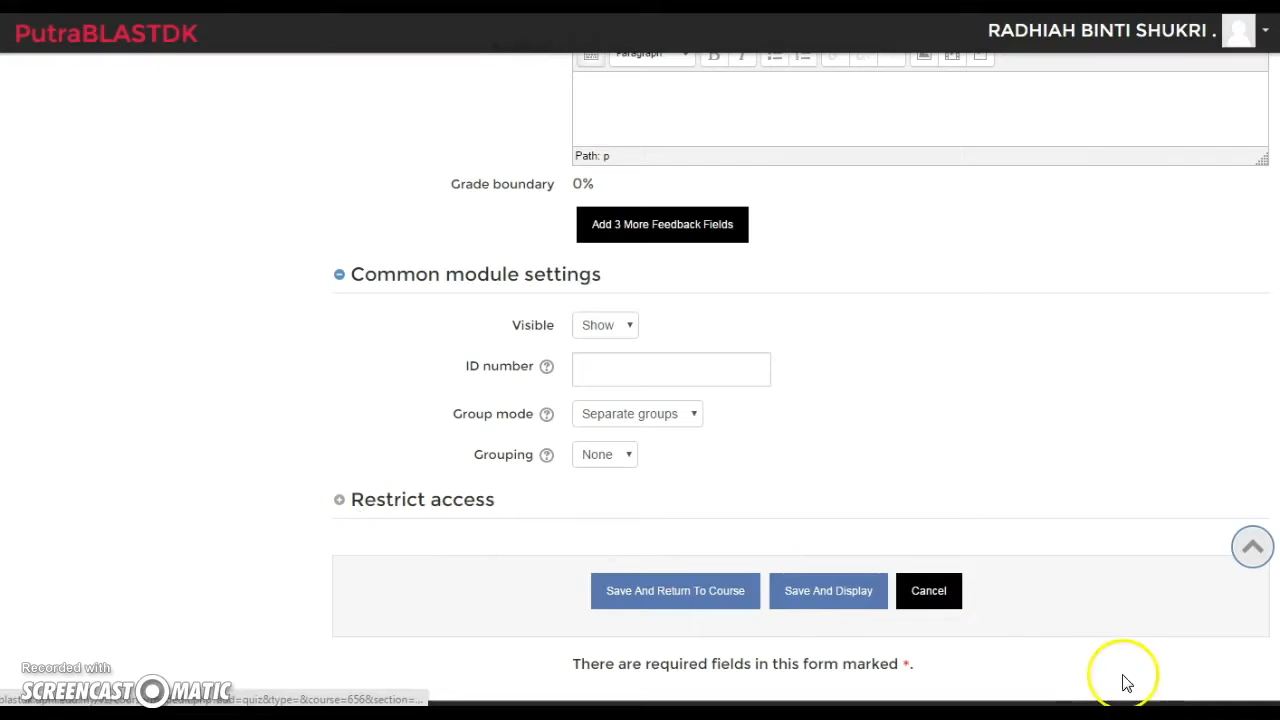 PutraBLASTDK
RADHIAH BINTI SHUKRI .
Paragraph
B I
Path: p
Grade boundary 0%
Add 3 More Feedback Fields
Common module settings
Visible Show
ID number
Group mode Separate groups
Grouping None
Restrict access
Save And Return To Course Save And Display Cancel
There are required fields in this form marked *.
Recorded with
SCREENCAST MATIC